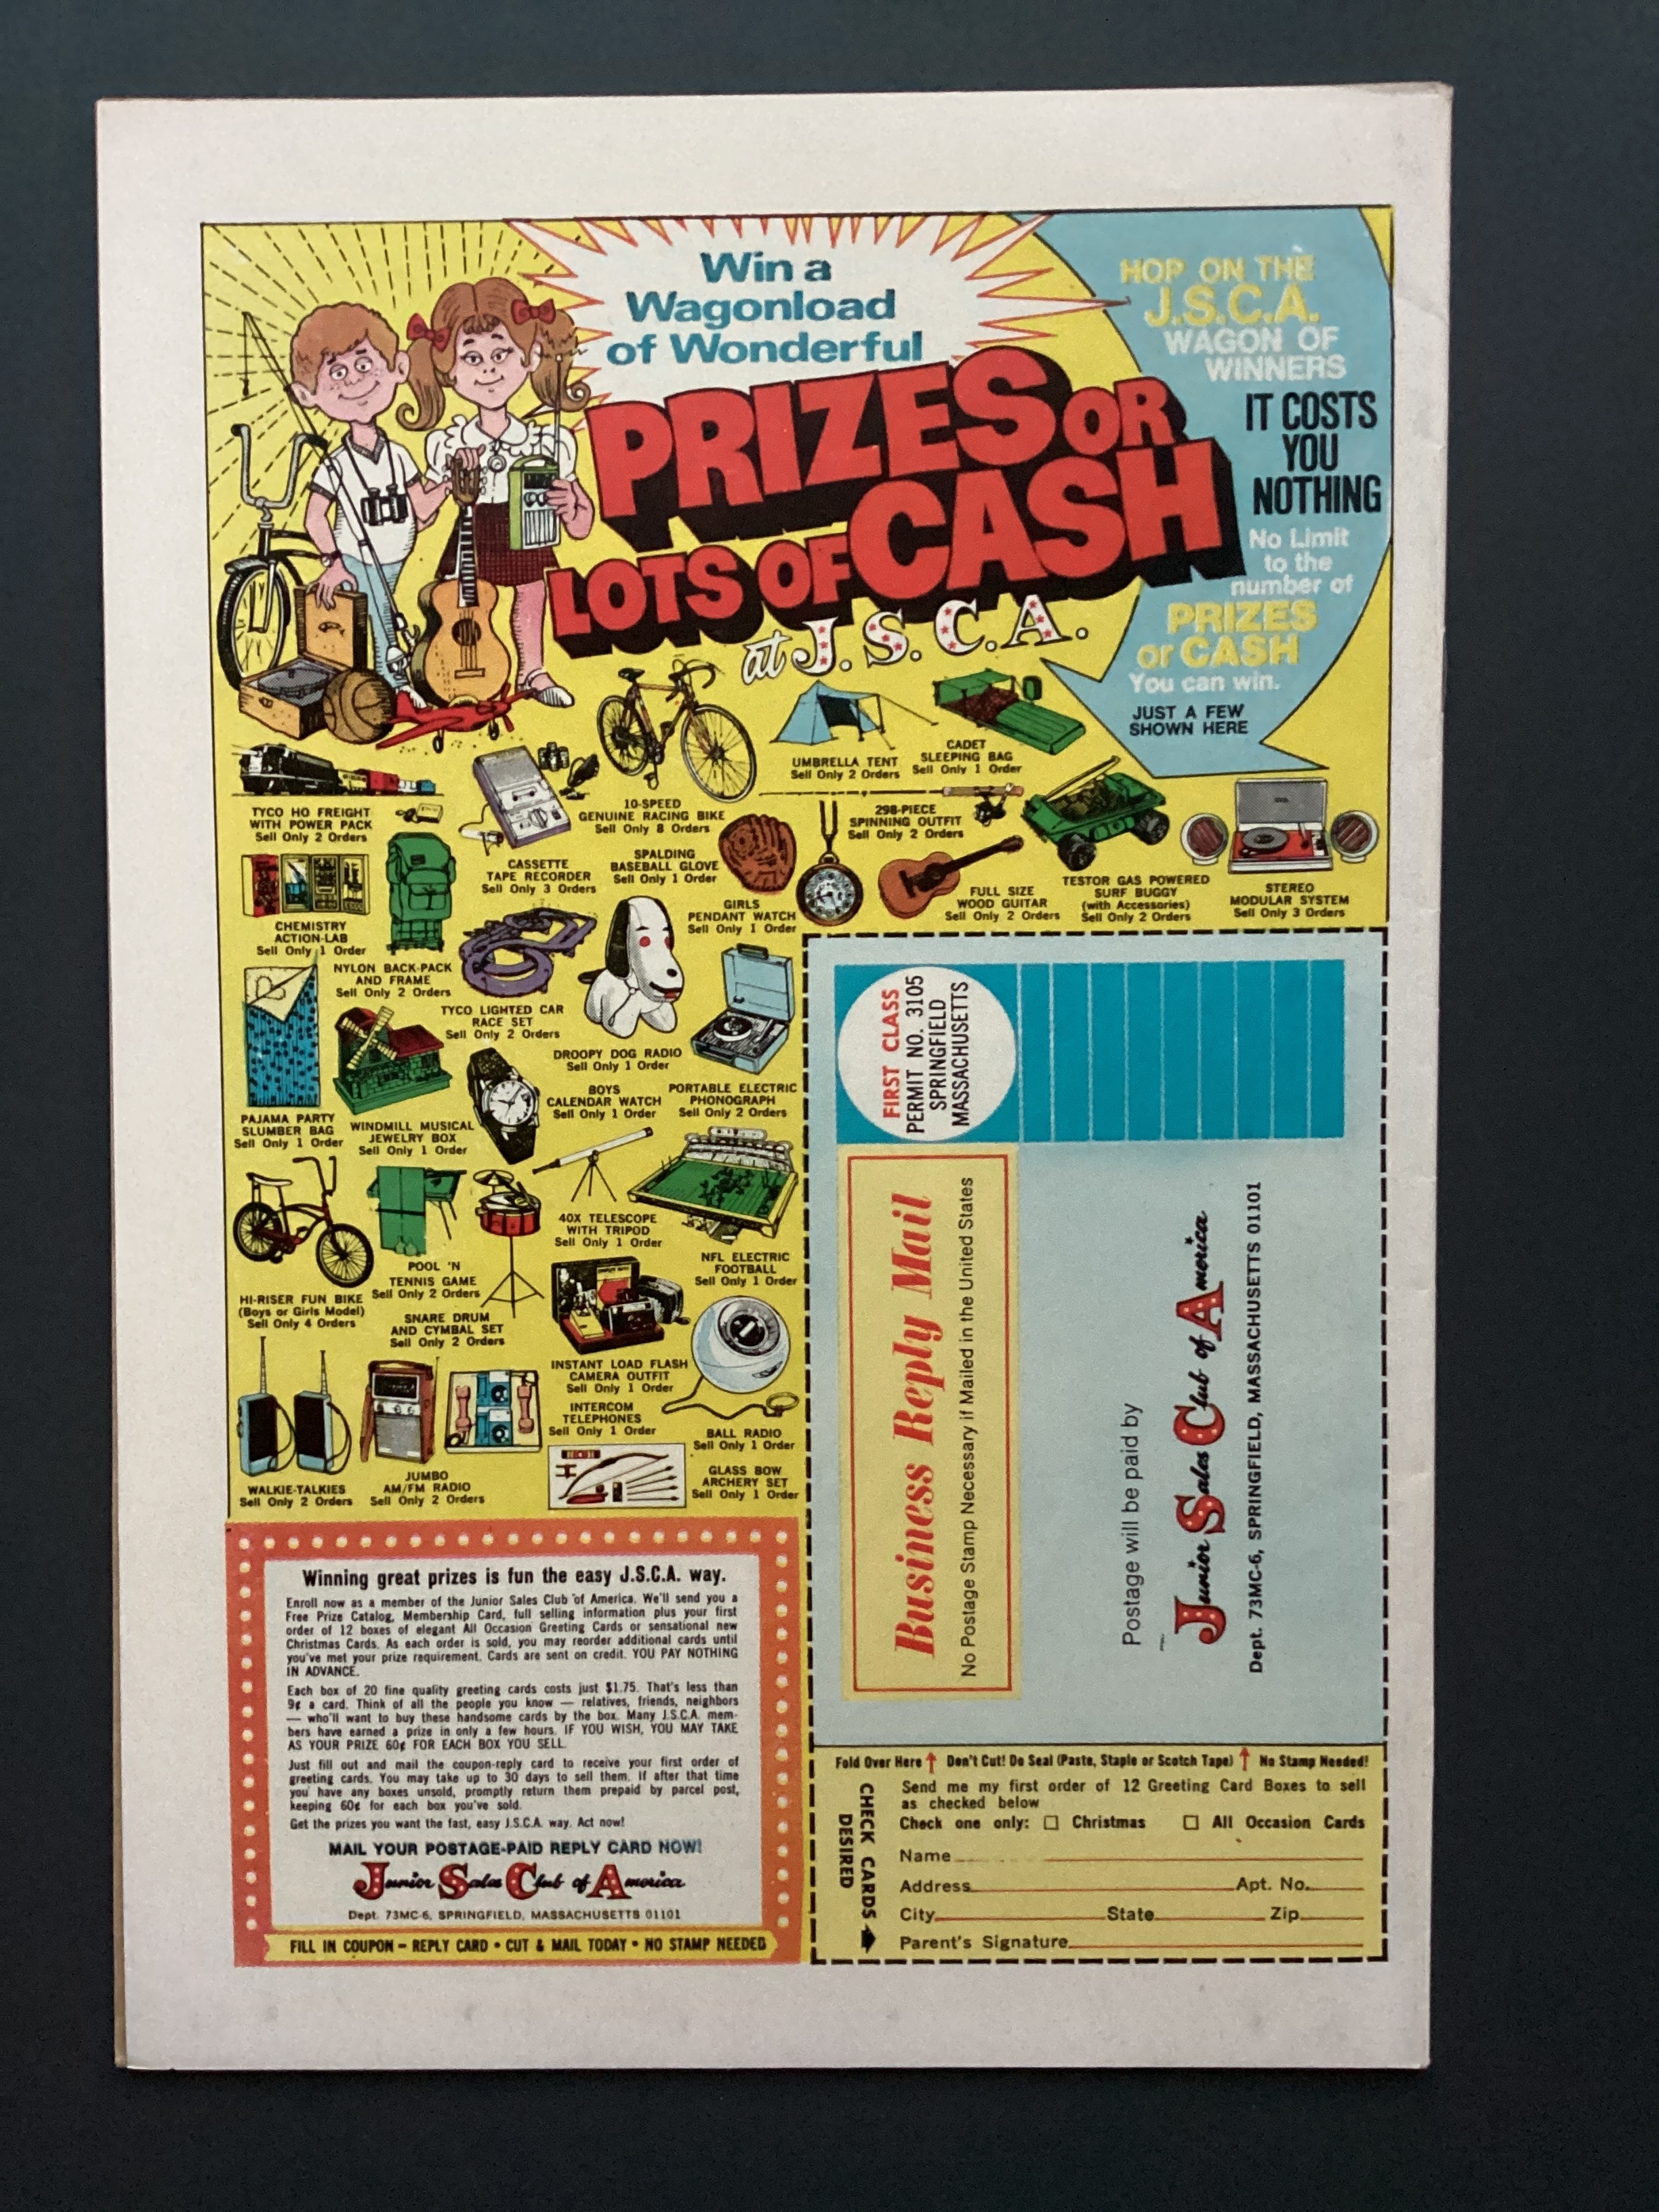 Win a
Wagonload
of Wonderful
PRIZES OR
LOTS OF CASH
at J.S.C.A.
HOP ON THE
J.S.C.A.
WAGON OF
WINNERS
IT COSTS
YOU
NOTHING
No Limit
to the
number of
PRIZES
or CASH
You can win.
JUST A FEW
SHOWN HERE
UMBRELLA TENT
Sell Only 2 Orders
CADET
SLEEPING BAG
Sell Only 1 Order
TYCO HO FREIGHT
WITH POWER PACK
Sell Only 2 Orders
10-SPEED
GENUINE RACING BIKE
Sell Only 8 Orders
298-PIECE
SPINNING OUTFIT
Sell Only 2 Orders
CASSETTE
TAPE RECORDER
Sell Only 3 Orders
SPALDING
BASEBALL GLOVE
Sell Only 1 Order
FULL SIZE
WOOD GUITAR
Sell Only 2 Orders
TESTOR GAS POWERED
SURF BUGGY
(with Accessories)
Sell Only 2 Orders
STEREO
MODULAR SYSTEM
Sell Only 3 Orders
CHEMISTRY
ACTION-LAB
Sell Only 1 Order
GIRLS
PENDANT WATCH
Sell Only 1 Order
NYLON BACK-PACK
AND FRAME
Sell Only 2 Orders
TYCO LIGHTED CAR
RACE SET
Sell Only 2 Orders
DROOPY DOG RADIO
Sell Only 1 Order
PAJAMA PARTY
SLUMBER BAG
Sell Only 1 Order
WINDMILL MUSICAL
JEWELRY BOX
Sell Only 1 Order
BOYS
CALENDAR WATCH
Sell Only 1 Order
PORTABLE ELECTRIC
PHONOGRAPH
Sell Only 2 Orders
40X TELESCOPE
WITH TRIPOD
Sell Only 1 Order
NFL ELECTRIC
FOOTBALL
Sell Only 1 Order
HI-RISER FUN BIKE
(Boys or Girls Model)
Sell Only 4 Orders
POOL 'N
TENNIS GAME
Sell Only 2 Orders
SNARE DRUM
AND CYMBAL SET
Sell Only 2 Orders
INSTANT LOAD FLASH
CAMERA OUTFIT
Sell Only 1 Order
INTERCOM
TELEPHONES
Sell Only 1 Order
BALL RADIO
Sell Only 1 Order
WALKIE-TALKIES
Sell Only 2 Orders
JUMBO
AM/FM RADIO
Sell Only 2 Orders
GLASS BOW
ARCHERY SET
Sell Only 1 Order
Winning great prizes is fun the easy J.S.C.A. way.
Enroll now as a member of the Junior Sales Club of America. We'll send you a
Free Prize Catalog, Membership Card, full selling information plus your first
order of 12 boxes of elegant All Occasion Greeting Cards or sensational new
Christmas Cards. As each order is sold, you may reorder additional cards until
you've met your prize requirement. Cards are sent on credit. YOU PAY NOTHING
IN ADVANCE.
Each box of 20 fine quality greeting cards costs just $1.75. That's less than
9¢ a card. Think of all the people you know — relatives, friends, neighbors
— who'll want to buy these handsome cards by the box. Many J.S.C.A. mem-
bers have earned a prize in only a few hours. IF YOU WISH, YOU MAY TAKE
AS YOUR PRIZE 60¢ FOR EACH BOX YOU SELL.
Just fill out and mail the coupon-reply card to receive your first order of
greeting cards. You may take up to 30 days to sell them. If after that time
you have any boxes unsold, promptly return them prepaid by parcel post,
keeping 60¢ for each box you've sold.
Get the prizes you want the fast, easy J.S.C.A. way. Act now!
MAIL YOUR POSTAGE-PAID REPLY CARD NOW!
Junior Sales Club of America
Dept. 73MC-6, SPRINGFIELD, MASSACHUSETTS 01101
FILL IN COUPON – REPLY CARD • CUT & MAIL TODAY • NO STAMP NEEDED
FIRST CLASS
PERMIT NO. 3105
SPRINGFIELD
MASSACHUSETTS
Business Reply Mail
No Postage Stamp Necessary if Mailed in the United States
Postage will be paid by
Junior Sales Club of America
Dept. 73MC-6, SPRINGFIELD, MASSACHUSETTS 01101
Fold Over Here ↑ Don't Cut! Do Seal (Paste, Staple or Scotch Tape) ↑ No Stamp Needed!
CHECK CARDS
DESIRED
Send me my first order of 12 Greeting Card Boxes to sell
as checked below
Check one only: ☐ Christmas ☐ All Occasion Cards
Name
Address Apt. No.
City State Zip
Parent's Signature